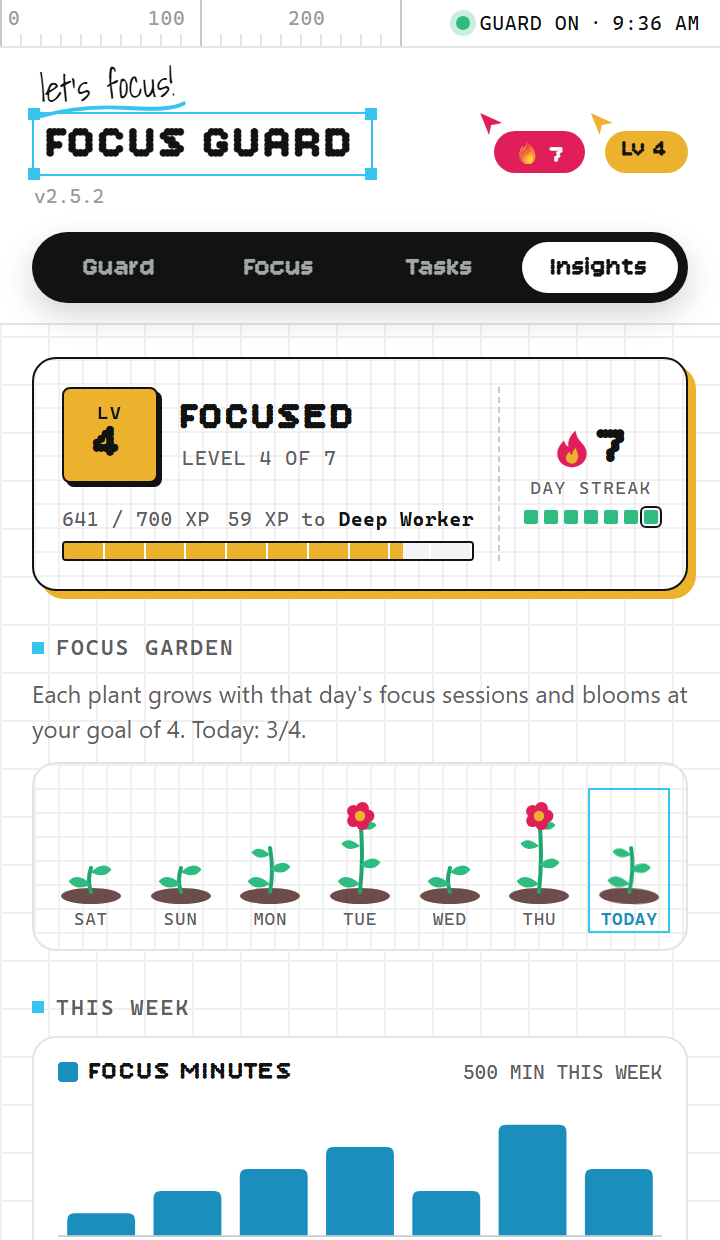 0 100 200 GUARD ON · 9:36 AM
let's focus!
FOCUS GUARD
7 Lv 4
v2.5.2
Guard Focus Tasks Insights
LV
4
FOCUSED
LEVEL 4 OF 7
7
DAY STREAK
641 / 700 XP 59 XP to Deep Worker
FOCUS GARDEN
Each plant grows with that day's focus sessions and blooms at
your goal of 4. Today: 3/4.
SAT SUN MON TUE WED THU TODAY
THIS WEEK
FOCUS MINUTES 500 MIN THIS WEEK